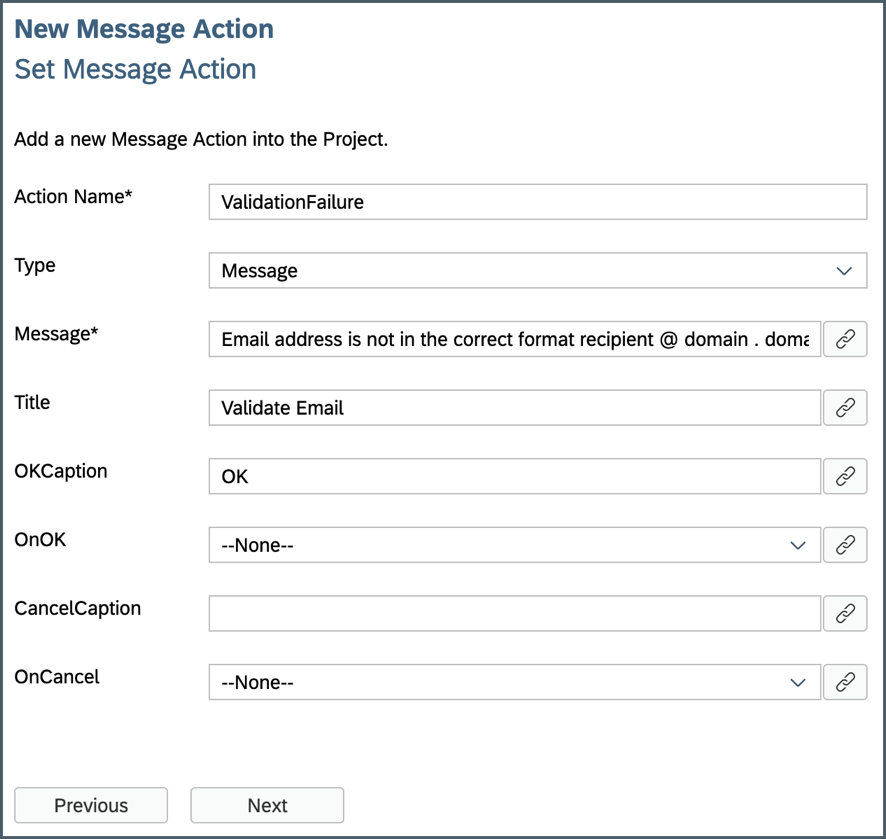 New Message Action
Set Message Action
Add a new Message Action into the Project.
Action Name*
ValidationFailure
Type
Message
Message*
Email address is not in the correct format recipient @ domain . doma
Title
Validate Email
OKCaption
OK
OnOK
--None--
CancelCaption
OnCancel
--None--
Previous
Next